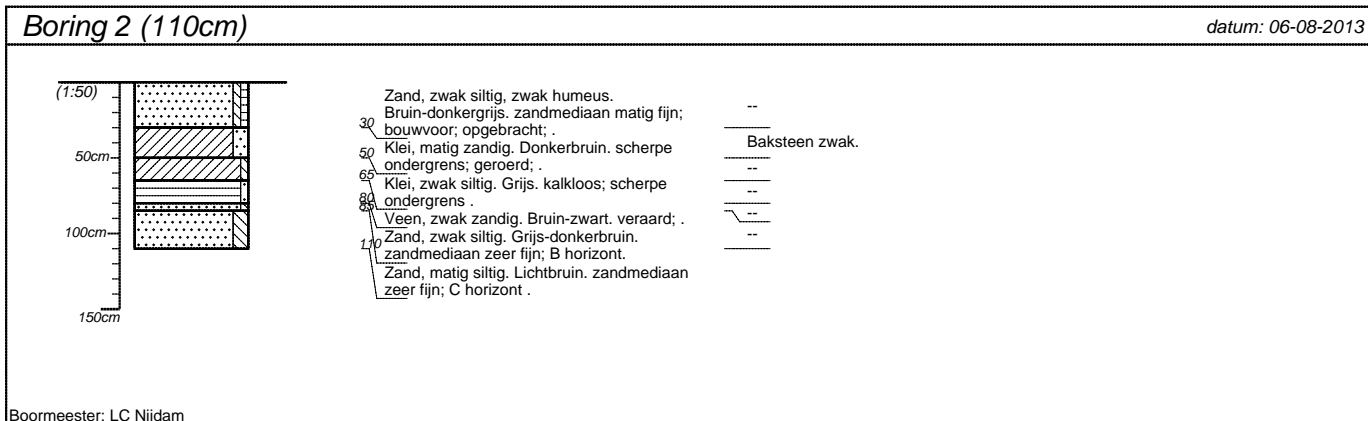 Boring 2 (110cm)
datum: 06-08-2013
(1:50)
50cm
100cm
150cm
30
50
65
80
85
110
Zand, zwak siltig, zwak humeus.
Bruin-donkergrijs. zandmediaan matig fijn;
bouwvoor; opgebracht; .
Klei, matig zandig. Donkerbruin. scherpe
ondergrens; geroerd; .
Klei, zwak siltig. Grijs. kalkloos; scherpe
ondergrens .
Veen, zwak zandig. Bruin-zwart. veraard; .
Zand, zwak siltig. Grijs-donkerbruin.
zandmediaan zeer fijn; B horizont.
Zand, matig siltig. Lichtbruin. zandmediaan
zeer fijn; C horizont .
--
Baksteen zwak.
--
--
--
--
Boormeester: LC Nijdam